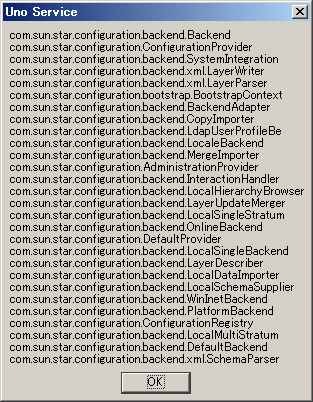 Uno Service
com.sun.star.configuration.backend.Backend
com.sun.star.configuration.ConfigurationProvider
com.sun.star.configuration.backend.SystemIntegration
com.sun.star.configuration.backend.xml.LayerWriter
com.sun.star.configuration.backend.xml.LayerParser
com.sun.star.configuration.bootstrap.BootstrapContext
com.sun.star.configuration.backend.BackendAdapter
com.sun.star.configuration.backend.CopyImporter
com.sun.star.configuration.backend.LdapUserProfileBe
com.sun.star.configuration.backend.LocaleBackend
com.sun.star.configuration.backend.MergeImporter
com.sun.star.configuration.AdministrationProvider
com.sun.star.configuration.backend.InteractionHandler
com.sun.star.configuration.backend.LocalHierarchyBrowser
com.sun.star.configuration.backend.LayerUpdateMerger
com.sun.star.configuration.backend.LocalSingleStratum
com.sun.star.configuration.backend.OnlineBackend
com.sun.star.configuration.DefaultProvider
com.sun.star.configuration.backend.LocalSingleBackend
com.sun.star.configuration.backend.LayerDescriber
com.sun.star.configuration.backend.LocalDataImporter
com.sun.star.configuration.backend.LocalSchemaSupplier
com.sun.star.configuration.backend.WinInetBackend
com.sun.star.configuration.backend.PlatformBackend
com.sun.star.configuration.ConfigurationRegistry
com.sun.star.configuration.backend.LocalMultiStratum
com.sun.star.configuration.backend.DefaultBackend
com.sun.star.configuration.backend.xml.SchemaParser
OK